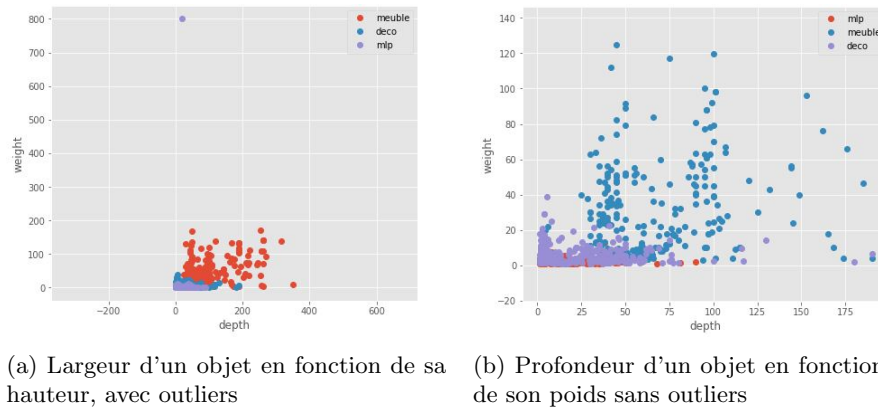 800
700
600
500
400
300
200
100
0
weight
−200
0
200
400
600
depth
meuble
deco
mlp
140
120
100
80
60
40
20
0
−20
weight
0
25
50
75
100
125
150
175
depth
mlp
meuble
deco
(a) Largeur d'un objet en fonction de sa
hauteur, avec outliers
(b) Profondeur d'un objet en fonction
de son poids sans outliers